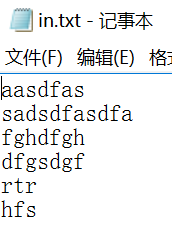 in.txt - 记事本
文件(F) 编辑(E) 格式
aasdfas
sadsdfasdfa
fghdfgh
dfgsdgf
rtr
hfs